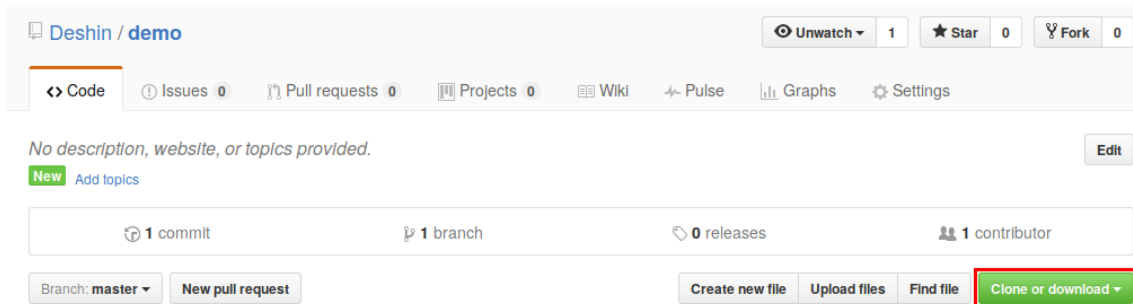 Deshin / demo
Unwatch 1 Star 0 Fork 0
Code Issues 0 Pull requests 0 Projects 0 Wiki Pulse Graphs Settings
No description, website, or topics provided.
Edit
New Add topics
1 commit 1 branch 0 releases 1 contributor
Branch: master New pull request Create new file Upload files Find file Clone or download